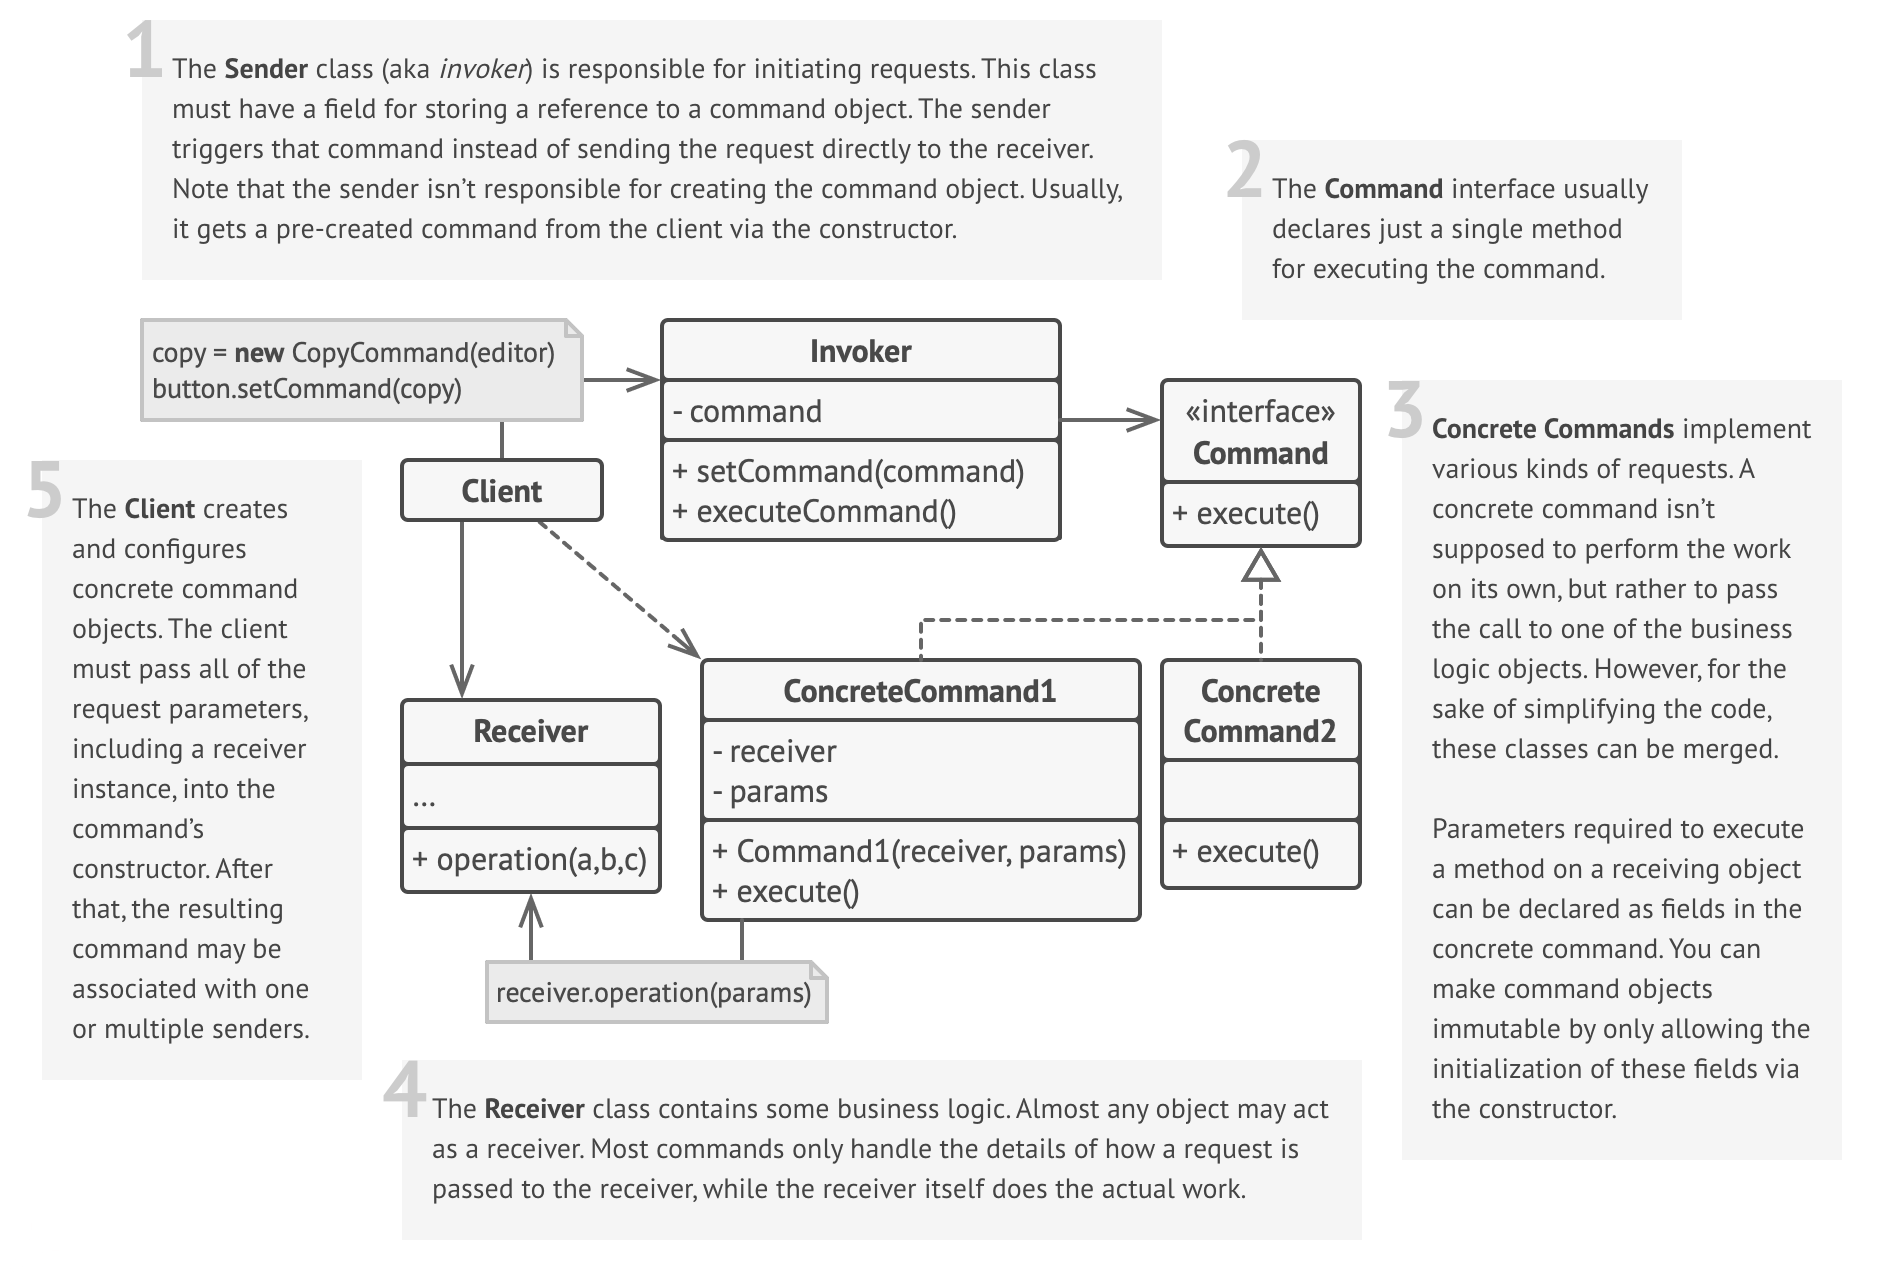 1
The Sender class (aka invoker) is responsible for initiating requests. This class
must have a field for storing a reference to a command object. The sender
triggers that command instead of sending the request directly to the receiver.
Note that the sender isn’t responsible for creating the command object. Usually,
it gets a pre-created command from the client via the constructor.
2
The Command interface usually
declares just a single method
for executing the command.
copy = new CopyCommand(editor)
button.setCommand(copy)
Invoker
- command
+ setCommand(command)
+ executeCommand()
«interface»
Command
+ execute()
3
Concrete Commands implement
various kinds of requests. A
concrete command isn’t
supposed to perform the work
on its own, but rather to pass
the call to one of the business
logic objects. However, for the
sake of simplifying the code,
these classes can be merged.
Parameters required to execute
a method on a receiving object
can be declared as fields in the
concrete command. You can
make command objects
immutable by only allowing the
initialization of these fields via
the constructor.
Client
5
The Client creates
and configures
concrete command
objects. The client
must pass all of the
request parameters,
including a receiver
instance, into the
command’s
constructor. After
that, the resulting
command may be
associated with one
or multiple senders.
Receiver
...
+ operation(a,b,c)
ConcreteCommand1
- receiver
- params
+ Command1(receiver, params)
+ execute()
Concrete
Command2
+ execute()
receiver.operation(params)
4
The Receiver class contains some business logic. Almost any object may act
as a receiver. Most commands only handle the details of how a request is
passed to the receiver, while the receiver itself does the actual work.